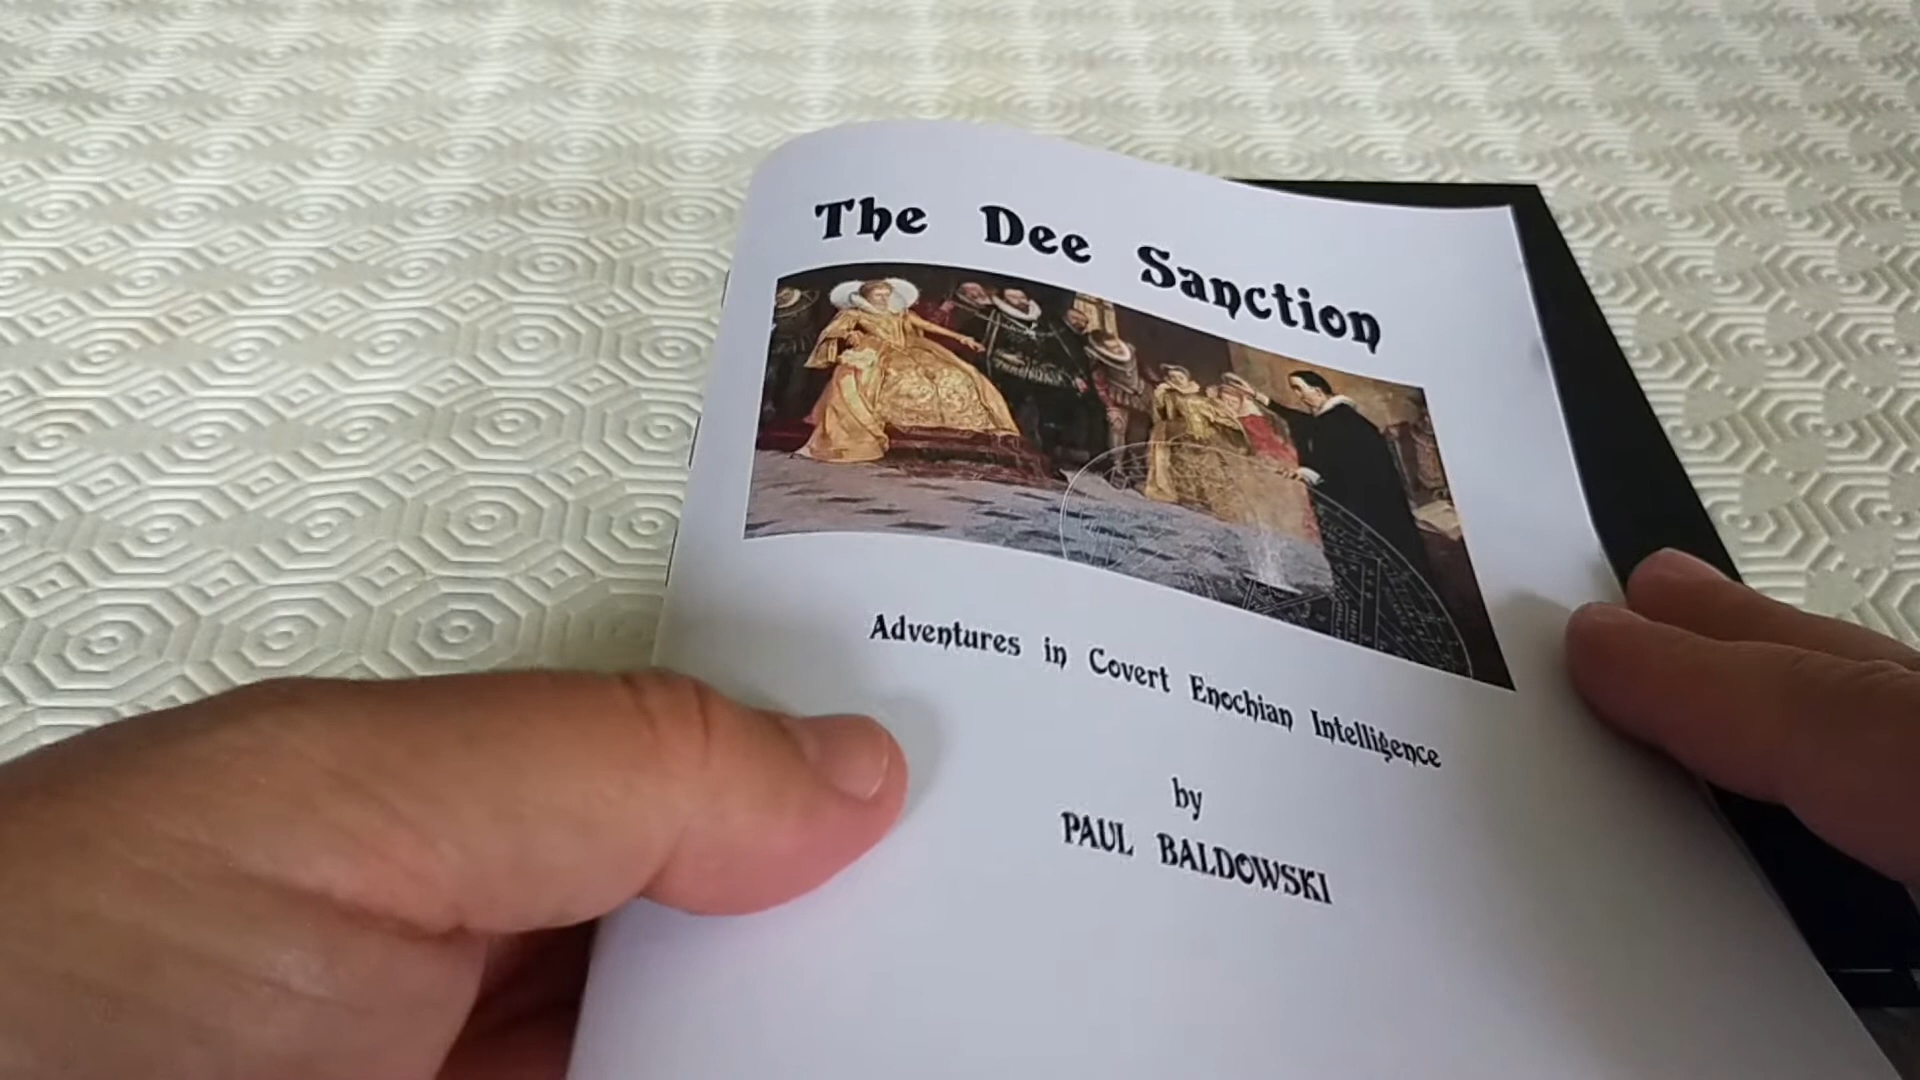 The Dee Sanction
Adventures in Covert Enochian Intelligence
by
PAUL BALDOWSKI